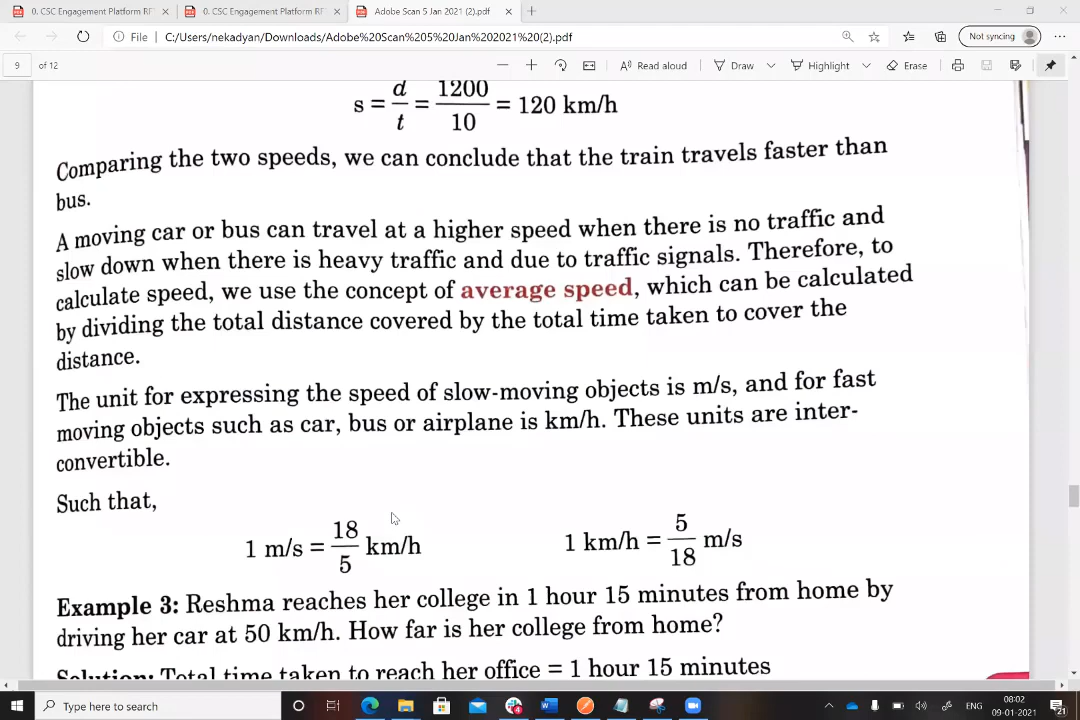 0. CSC Engagement Platform RF
0. CSC Engagement Platform RF
Adobe Scan 5 Jan 2021 (2).pdf
File
C:/Users/nekadyan/Downloads/Adobe%20Scan%205%20Jan%202021%20(2).pdf
Not syncing
9 of 12
Read aloud
Draw
Highlight
Erase
s = d/t = 1200/10 = 120 km/h
Comparing the two speeds, we can conclude that the train travels faster than
bus.
A moving car or bus can travel at a higher speed when there is no traffic and
slow down when there is heavy traffic and due to traffic signals. Therefore, to
calculate speed, we use the concept of average speed, which can be calculated
by dividing the total distance covered by the total time taken to cover the
distance.
The unit for expressing the speed of slow-moving objects is m/s, and for fast
moving objects such as car, bus or airplane is km/h. These units are inter-
convertible.
Such that,
1 m/s = 18/5 km/h 1 km/h = 5/18 m/s
Example 3: Reshma reaches her college in 1 hour 15 minutes from home by
driving her car at 50 km/h. How far is her college from home?
Solution: Total time taken to reach her office = 1 hour 15 minutes
Type here to search
ENG
08:02
09-01-2021
21